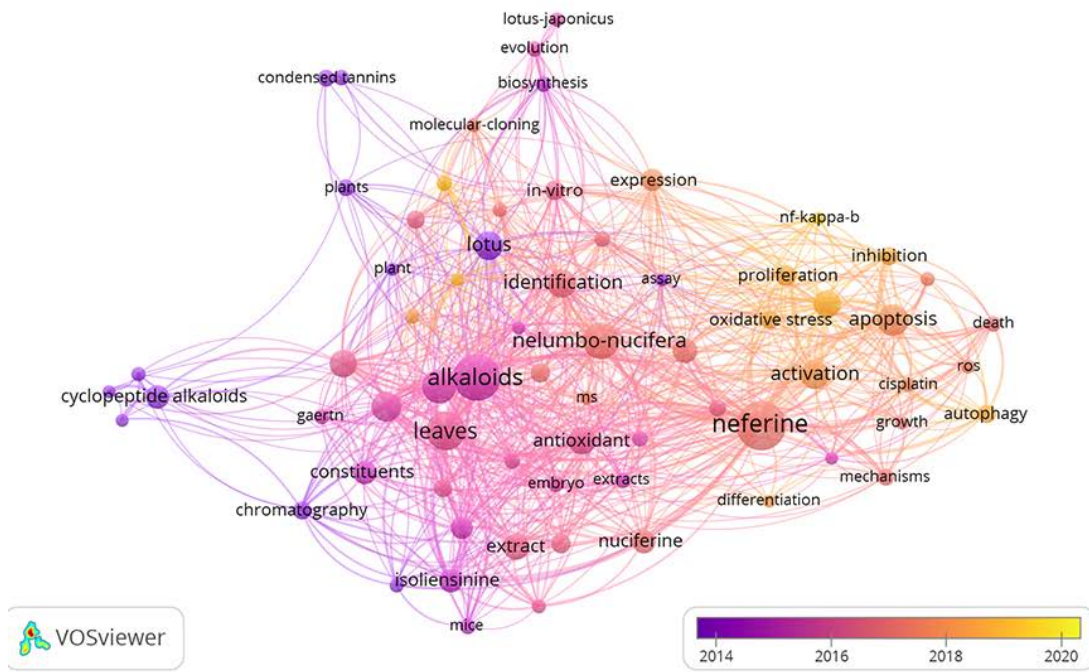 lotus-japonicus
evolution
condensed tannins
biosynthesis
molecular-cloning
plants
in-vitro
expression
nf-kappa-b
lotus
inhibition
plant
identification
assay
proliferation
oxidative stress
apoptosis
death
nelumbo-nucifera
ros
alkaloids
activation
cisplatin
cyclopeptide alkaloids
ms
gaertn
leaves
neferine
growth
autophagy
antioxidant
constituents
embryo
extracts
mechanisms
differentiation
chromatography
extract
nuciferine
isoliensinine
mice
VOSviewer
2014
2016
2018
2020